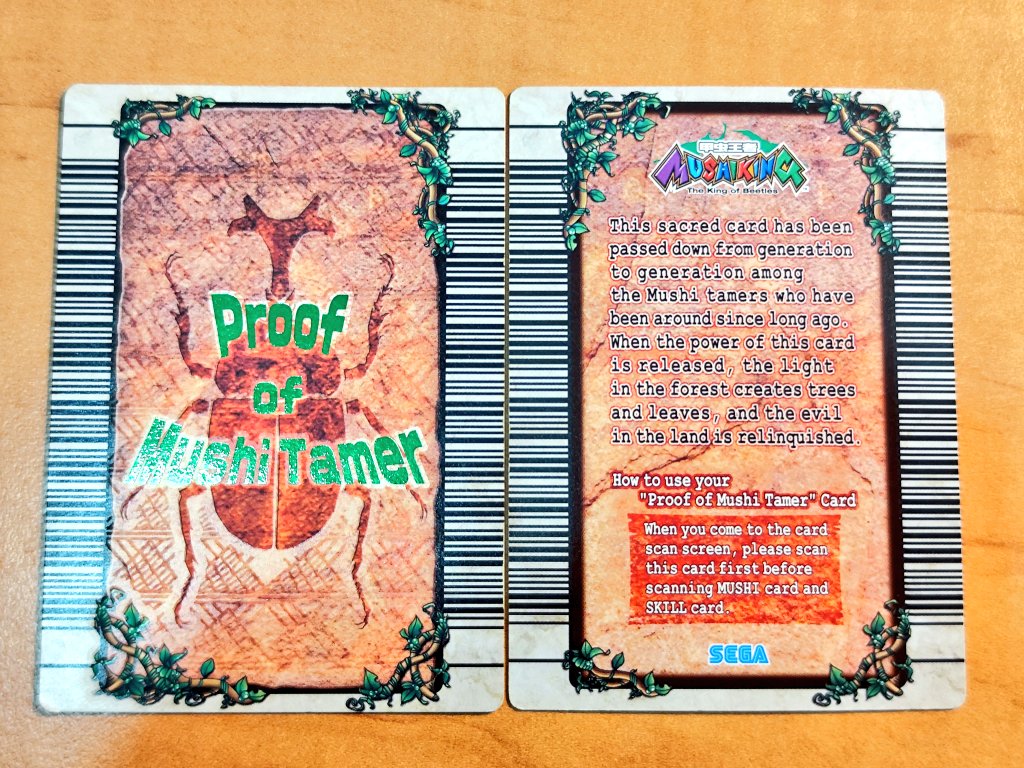 Proof
of
Mushi Tamer
甲虫王者
MUSHIKING
The King of Beetles
This sacred card has been
passed down from generation
to generation among
the Mushi tamers who have
been around since long ago.
When the power of this card
is released, the light
in the forest creates trees
and leaves, and the evil
in the land is relinquished.
How to use your
"Proof of Mushi Tamer" Card
When you come to the card
scan screen, please scan
this card first before
scanning MUSHI card and
SKILL card.
SEGA